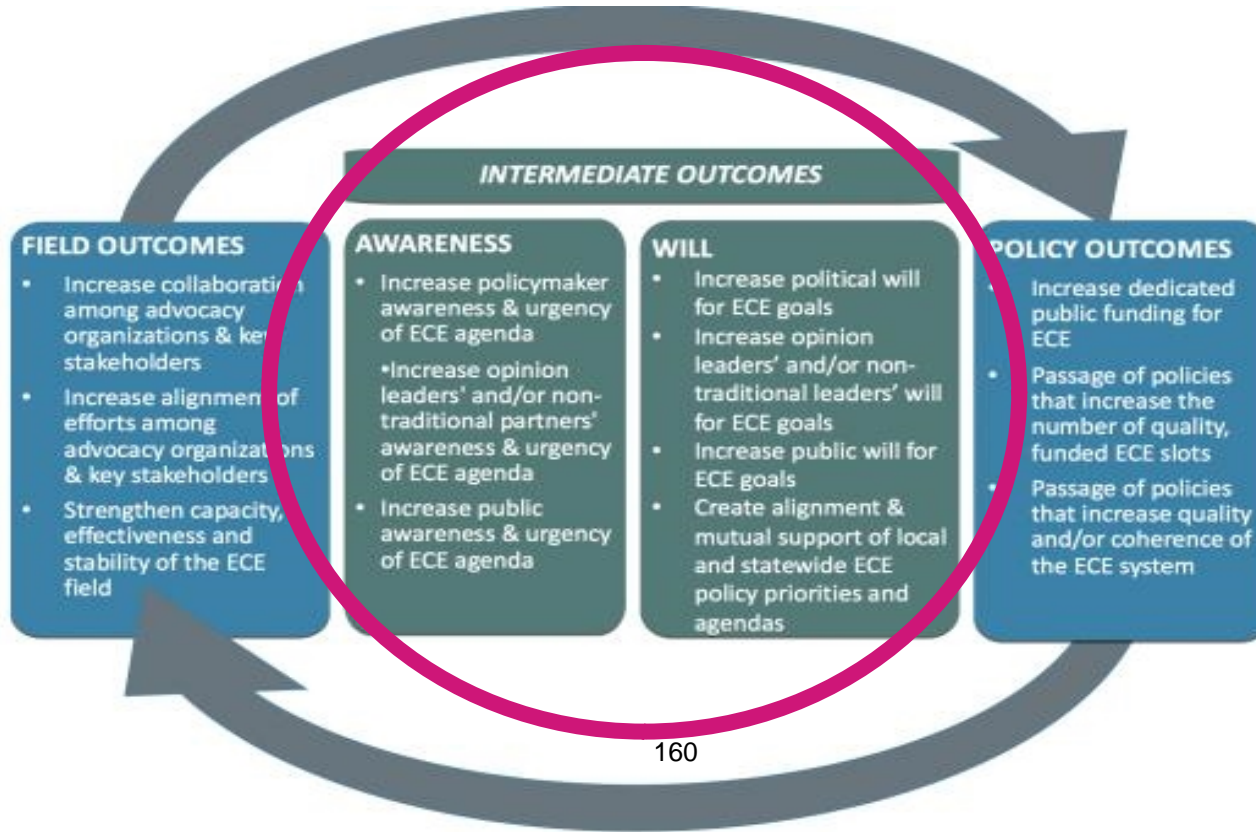 INTERMEDIATE OUTCOMES
FIELD OUTCOMES
• Increase collaboration
among advocacy
organizations & key
stakeholders
• Increase alignment of
efforts among
advocacy organizations
& key stakeholders
• Strengthen capacity,
effectiveness and
stability of the ECE
field
AWARENESS
• Increase policymaker
awareness & urgency
of ECE agenda
•Increase opinion
leaders' and/or non-
traditional partners'
awareness & urgency
of ECE agenda
• Increase public
awareness & urgency
of ECE agenda
WILL
• Increase political will
for ECE goals
• Increase opinion
leaders' and/or non-
traditional leaders' will
for ECE goals
• Increase public will for
ECE goals
• Create alignment &
mutual support of local
and statewide ECE
policy priorities and
agendas
POLICY OUTCOMES
• Increase dedicated
public funding for
ECE
• Passage of policies
that increase the
number of quality,
funded ECE slots
• Passage of policies
that increase quality
and/or coherence of
the ECE system
160